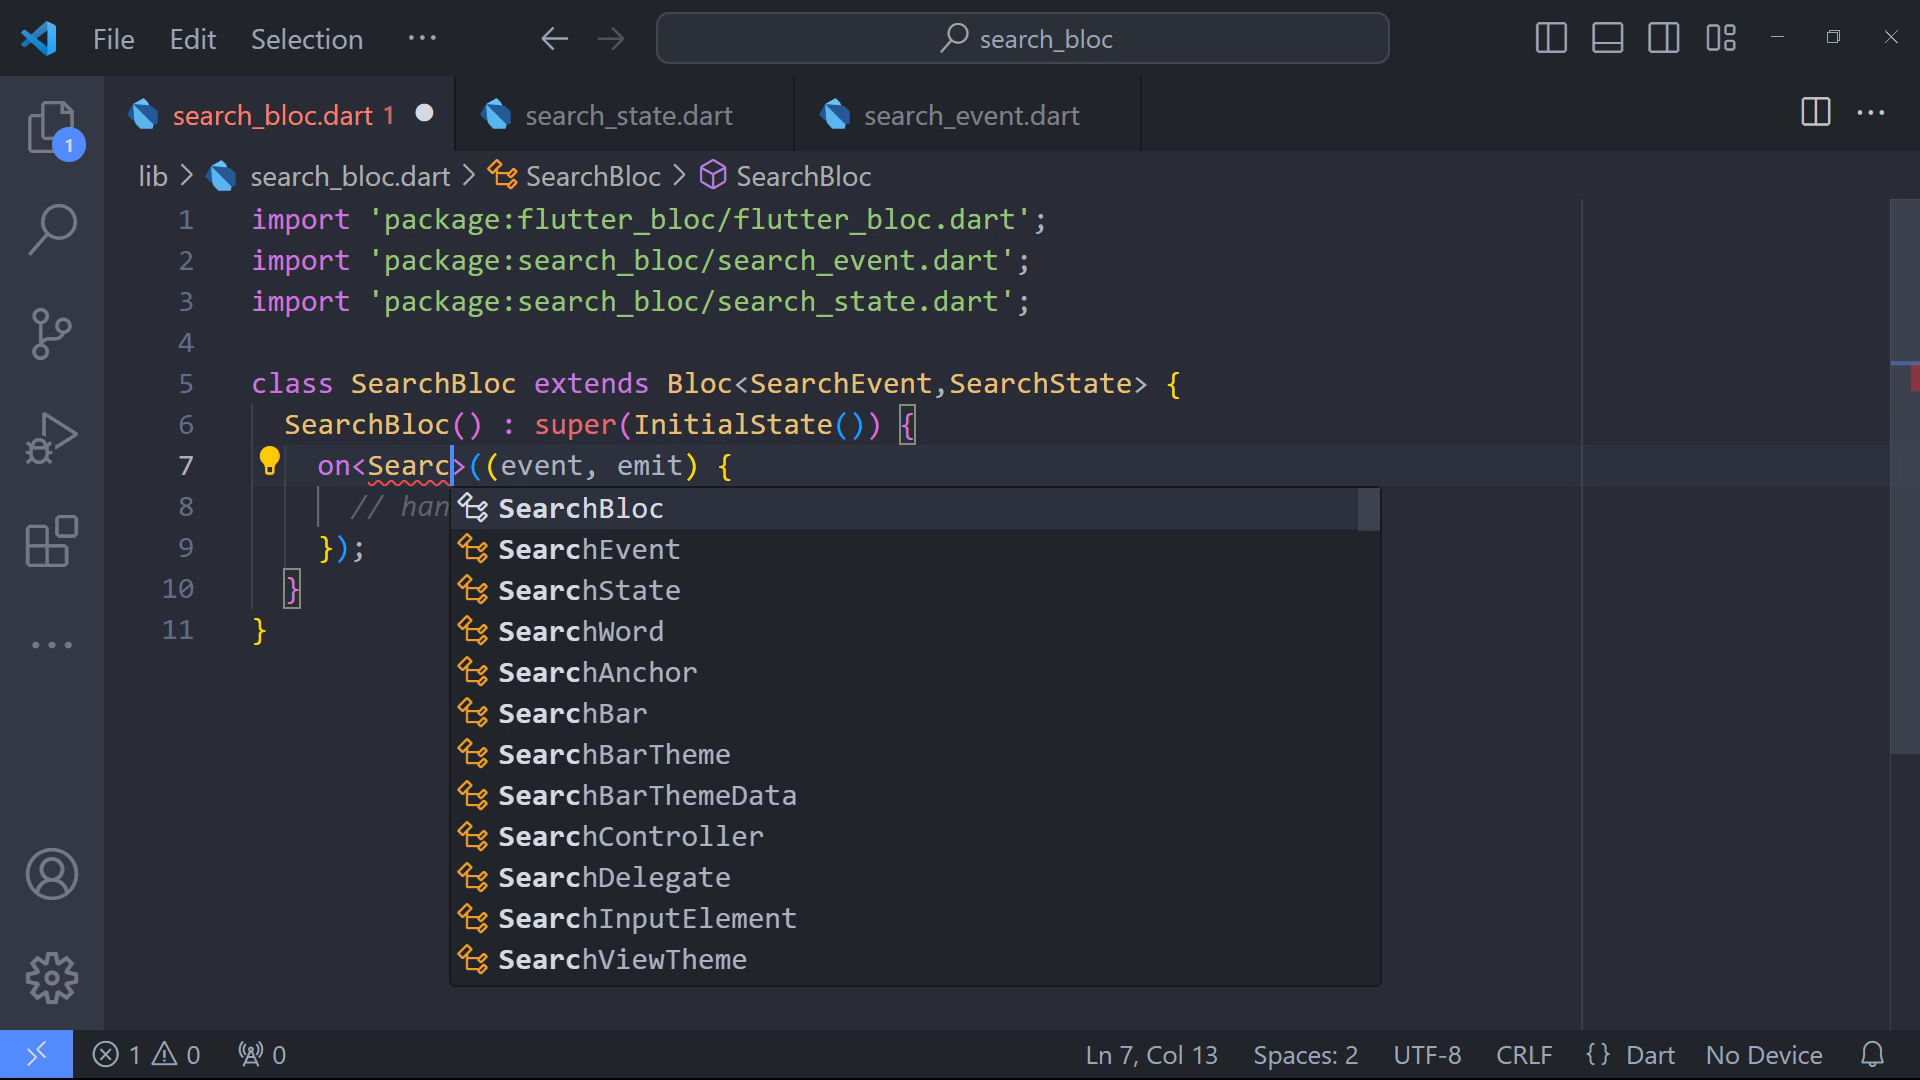 File Edit Selection ··· search_bloc
search_bloc.dart 1 search_state.dart search_event.dart
lib > search_bloc.dart > SearchBloc > SearchBloc
1 import 'package:flutter_bloc/flutter_bloc.dart';
2 import 'package:search_bloc/search_event.dart';
3 import 'package:search_bloc/search_state.dart';
4
5 class SearchBloc extends Bloc<SearchEvent,SearchState> {
6 SearchBloc() : super(InitialState()) {
7 on<Searc>((event, emit) {
8 // han
9 });
10 }
11 }
SearchBloc
SearchEvent
SearchState
SearchWord
SearchAnchor
SearchBar
SearchBarTheme
SearchBarThemeData
SearchController
SearchDelegate
SearchInputElement
SearchViewTheme
1
1 0 0 Ln 7, Col 13 Spaces: 2 UTF-8 CRLF {} Dart No Device